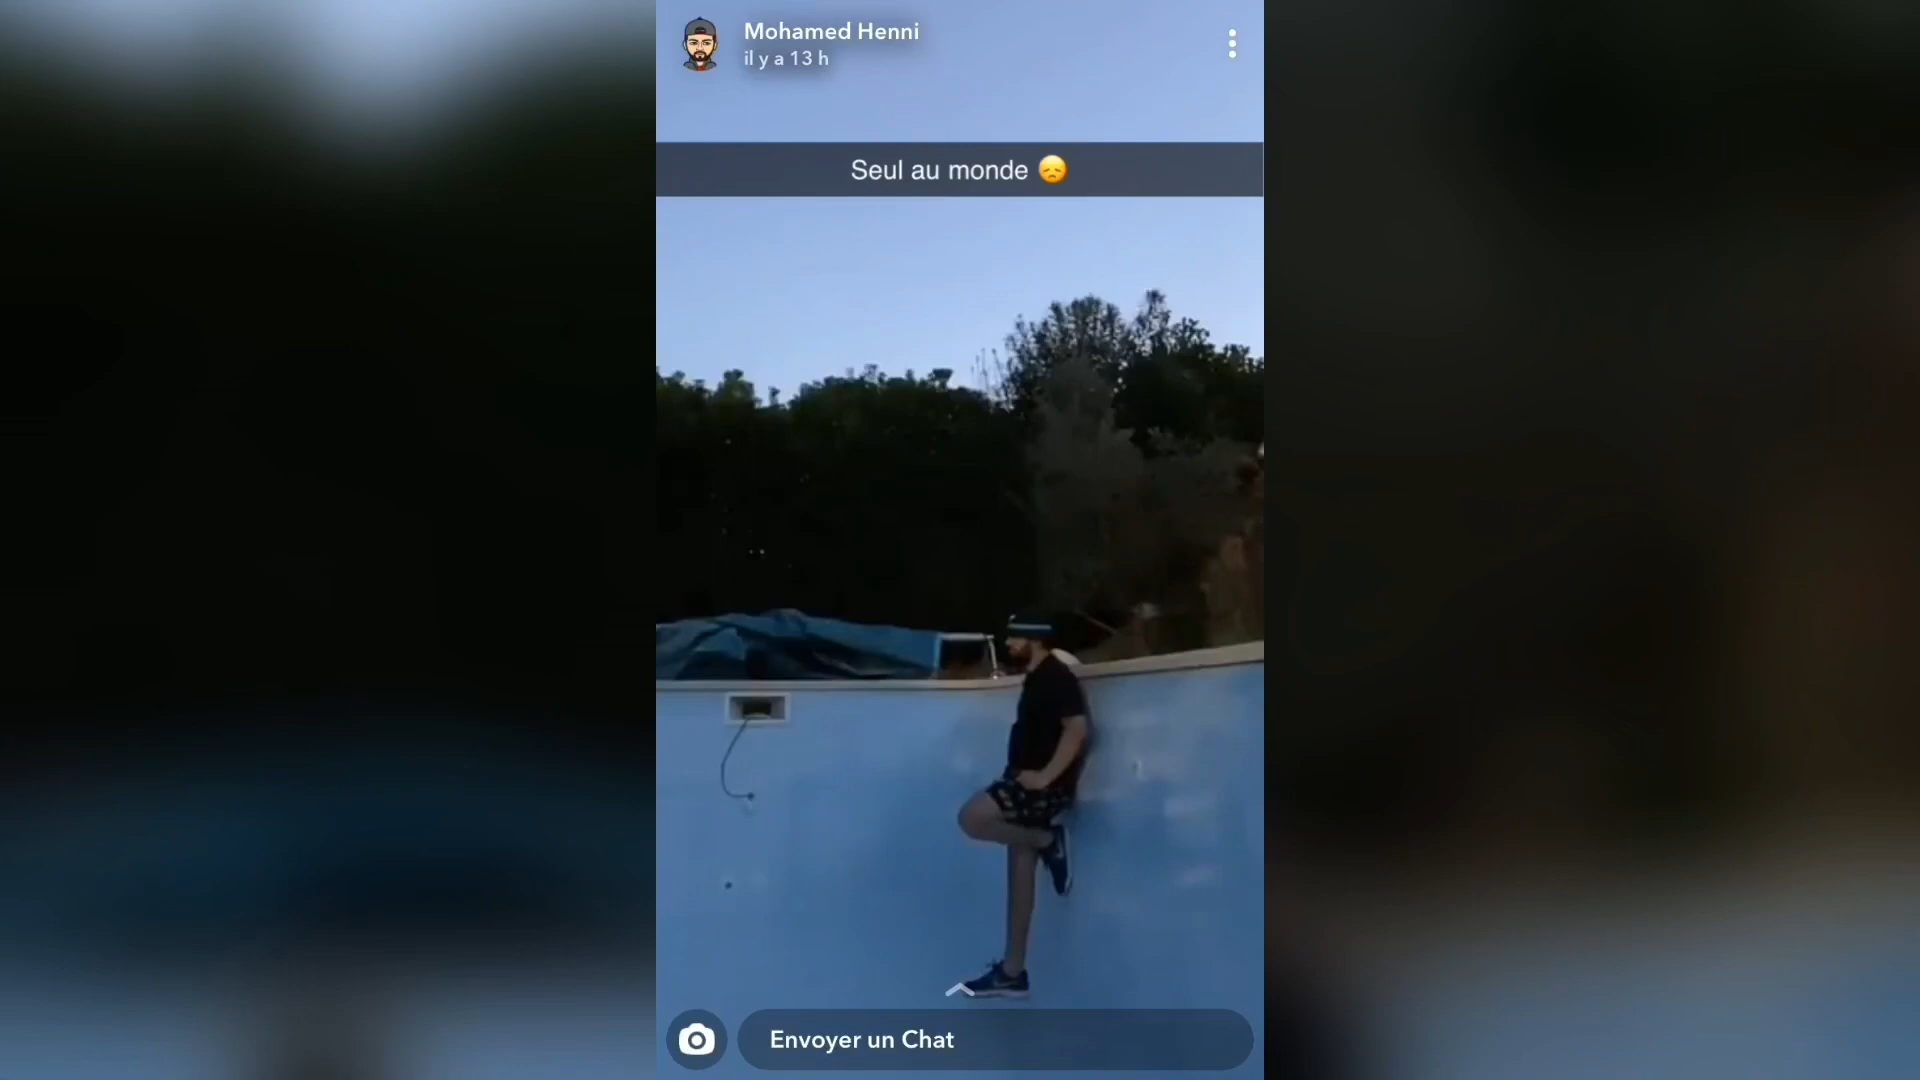 Mohamed Henni
il y a 13 h
Seul au monde 😞
Envoyer un Chat